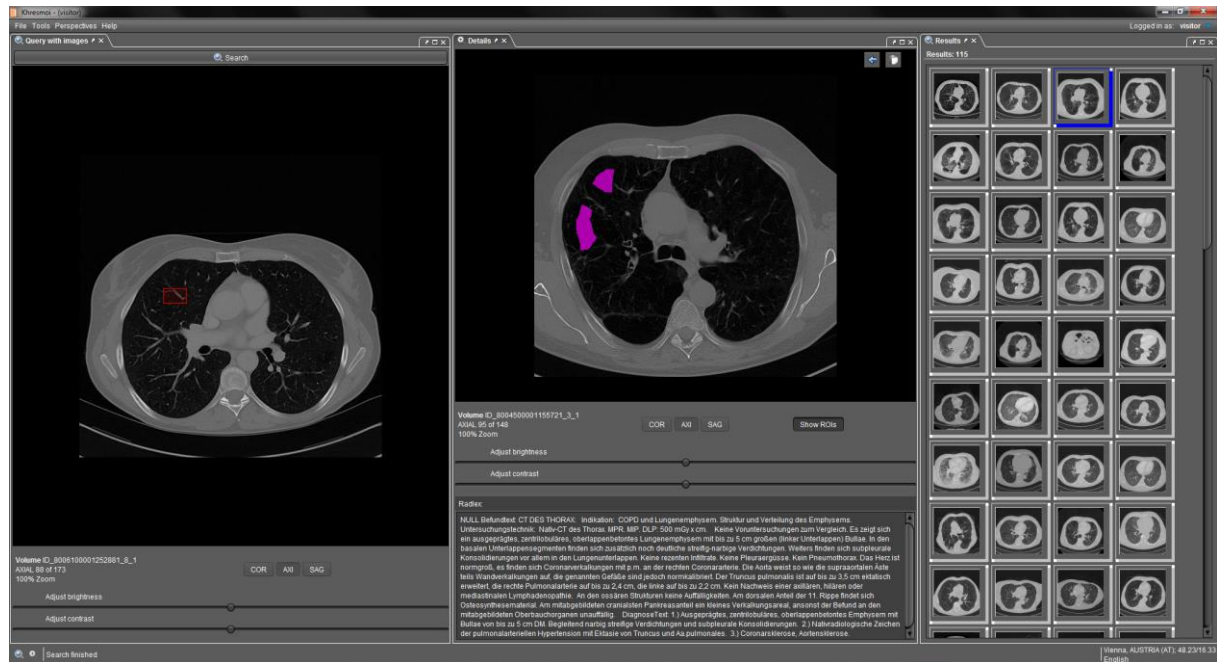 Khresmoi - (visitor)
File Tools Perspectives Help
Logged in as: visitor
Query with images
Search
Volume ID_8006100001252881_8_1
AXIAL 88 of 173
100% Zoom
COR AXI SAG
Adjust brightness
Adjust contrast
Details
Volume ID_8004500001155721_3_1
AXIAL 95 of 148
100% Zoom
COR AXI SAG
Show ROIs
Adjust brightness
Adjust contrast
Radlex:
NULL Befundtext: CT DES THORAX: Indikation: COPD und Lungenemphysem. Struktur und Verteilung des Emphysems.
Untersuchungstechnik: Nativ-CT des Thorax. MPR. MIP. DLP: 500 mGy x cm. Keine Voruntersuchungen zum Vergleich. Es zeigt sich
ein ausgeprägtes, zentrilobuläres, oberlappenbetontes Lungenemphysem mit bis zu 5 cm großen (linker Unterlappen) Bullae. In den
basalen Unterlappensegmenten finden sich zusätzlich noch deutliche streifig-narbige Verdichtungen. Weiters finden sich subpleurale
Konsolidierungen vor allem in den Lungenunterlappen. Keine rezenten Infiltrate. Keine Pleuraergüsse, Kein Pneumothorax. Das Herz ist
normgroß, es finden sich Coronarverkalkungen mit p.m. an der rechten Coronararterie. Die Aorta weist so wie die supraaortalen Äste
teils Wandverkalkungen auf, die genannten Gefäße sind jedoch normkalibriert. Der Truncus pulmonalis ist auf bis zu 3,5 cm ektatisch
erweitert, die rechte Pulmonalarterie auf bis zu 2,4 cm, die linke auf bis zu 2,2 cm. Kein Nachweis einer axillären, hilären oder
mediastinalen Lymphadenopathie. An den ossären Strukturen keine Auffälligkeiten. Am dorsalen Anteil der 11. Rippe findet sich
Osteosynthesematerial. Am mitabgebildeten cranialsten Pankreasanteil ein kleines Verkalkungsareal, ansonst der Befund an den
mitabgebildeten Oberbauchorganen unauffällig. DiagnoseText: 1.) Ausgeprägtes, zentrilobuläres, oberlappenbetontes Emphysem mit
Bullae von bis zu 5 cm DM. Begleitend narbig streifige Verdichtungen und subpleurale Konsolidierungen. 2.) Nativradiologische Zeichen
der pulmonalarteriellen Hypertension mit Ektasie von Truncus und Aa.pulmonales. 3.) Coronarsklerose, Aortensklerose.
Results
Results: 115
Search finished
Vienna, AUSTRIA (AT); 48.23/16.33
English